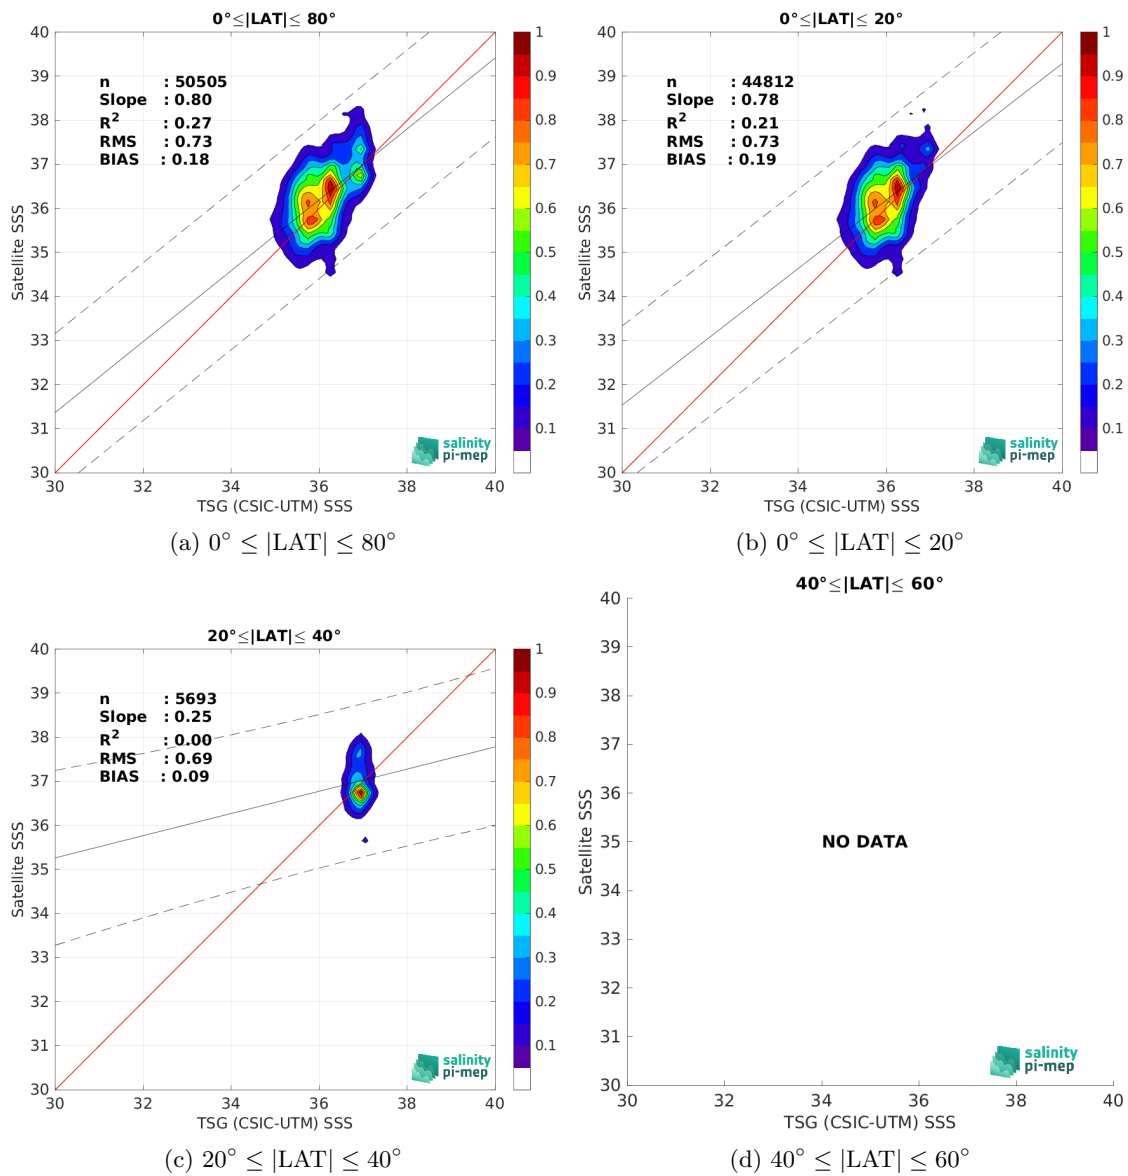 0°≤|LAT|≤ 80°
40
39
38
37
36
35
34
33
32
31
30
Satellite SSS
n : 50505
Slope : 0.80
R² : 0.27
RMS : 0.73
BIAS : 0.18
salinity
pi-mep
30 32 34 36 38 40
TSG (CSIC-UTM) SSS
1
0.9
0.8
0.7
0.6
0.5
0.4
0.3
0.2
0.1
(a) 0° ≤ |LAT| ≤ 80°
0°≤|LAT|≤ 20°
40
39
38
37
36
35
34
33
32
31
30
Satellite SSS
n : 44812
Slope : 0.78
R² : 0.21
RMS : 0.73
BIAS : 0.19
salinity
pi-mep
30 32 34 36 38 40
TSG (CSIC-UTM) SSS
1
0.9
0.8
0.7
0.6
0.5
0.4
0.3
0.2
0.1
(b) 0° ≤ |LAT| ≤ 20°
20°≤|LAT|≤ 40°
40
39
38
37
36
35
34
33
32
31
30
Satellite SSS
n : 5693
Slope : 0.25
R² : 0.00
RMS : 0.69
BIAS : 0.09
salinity
pi-mep
30 32 34 36 38 40
TSG (CSIC-UTM) SSS
1
0.9
0.8
0.7
0.6
0.5
0.4
0.3
0.2
0.1
(c) 20° ≤ |LAT| ≤ 40°
40°≤|LAT|≤ 60°
40
39
38
37
36
35
34
33
32
31
30
Satellite SSS
NO DATA
salinity
pi-mep
30 32 34 36 38 40
TSG (CSIC-UTM) SSS
(d) 40° ≤ |LAT| ≤ 60°